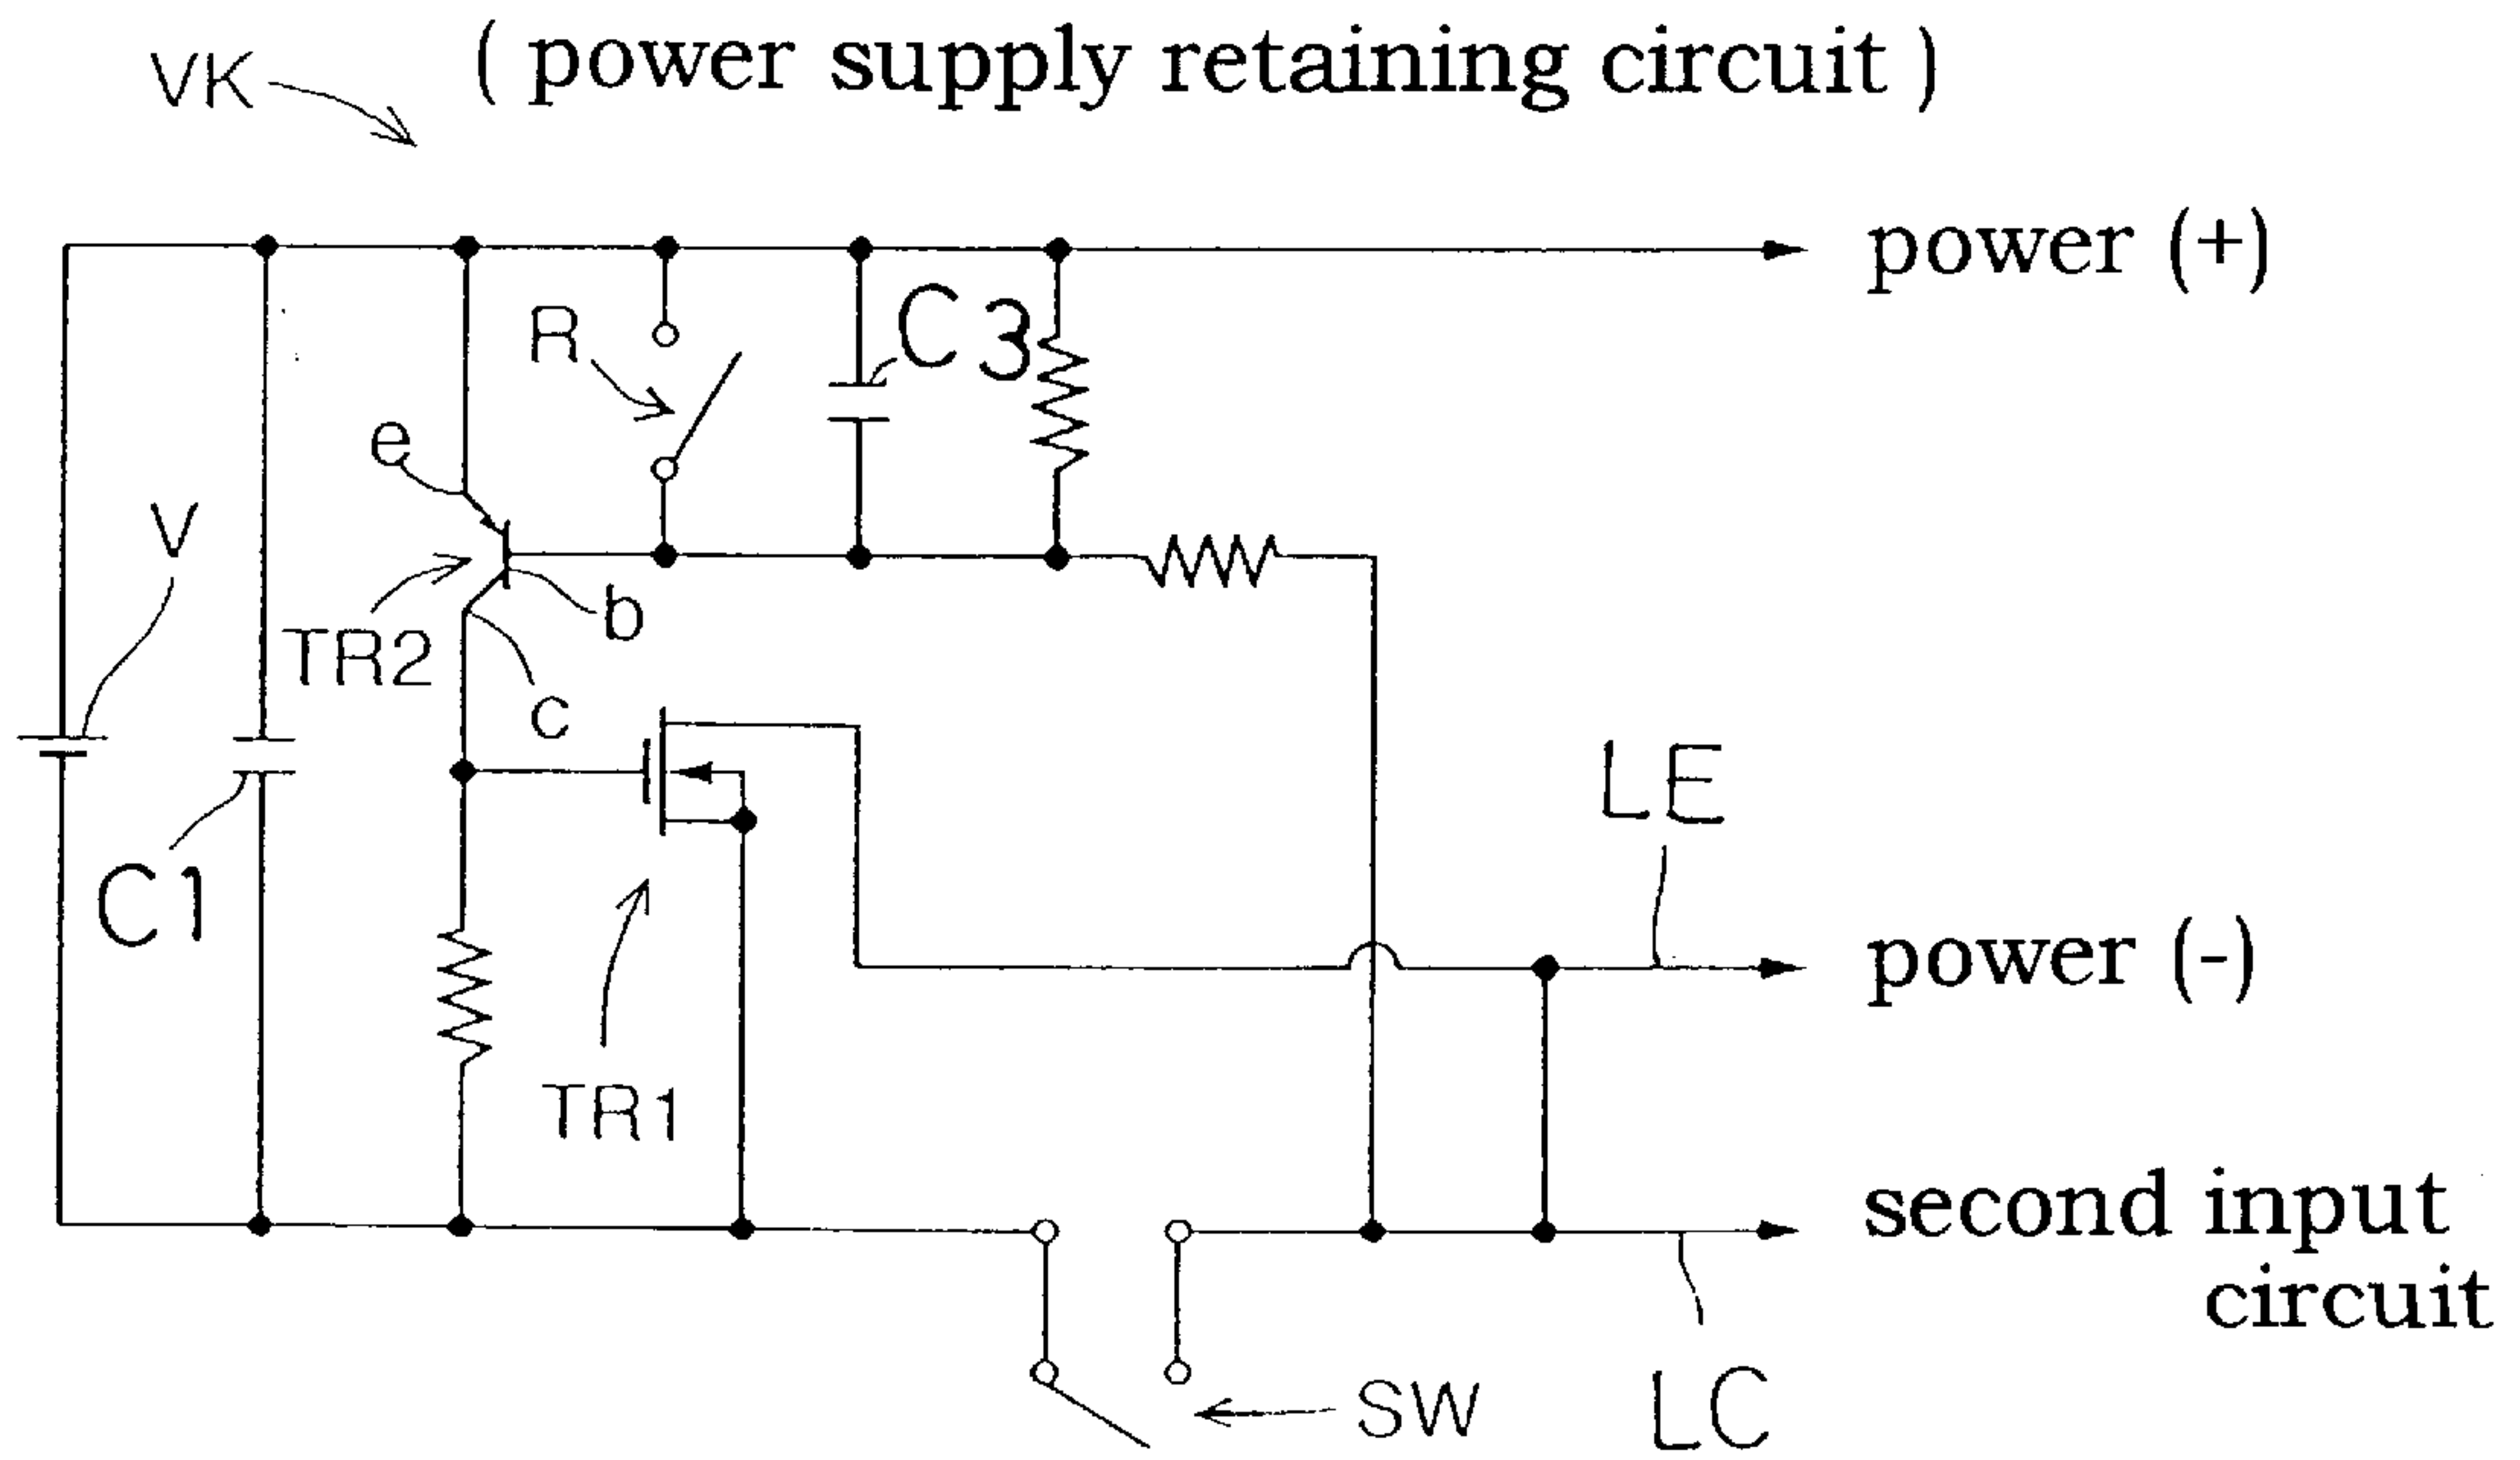 VK
( power supply retaining circuit )
power (+)
R
C3
e
V
b
TR2
c
LE
C1
power (-)
TR1
second input
circuit
SW
LC